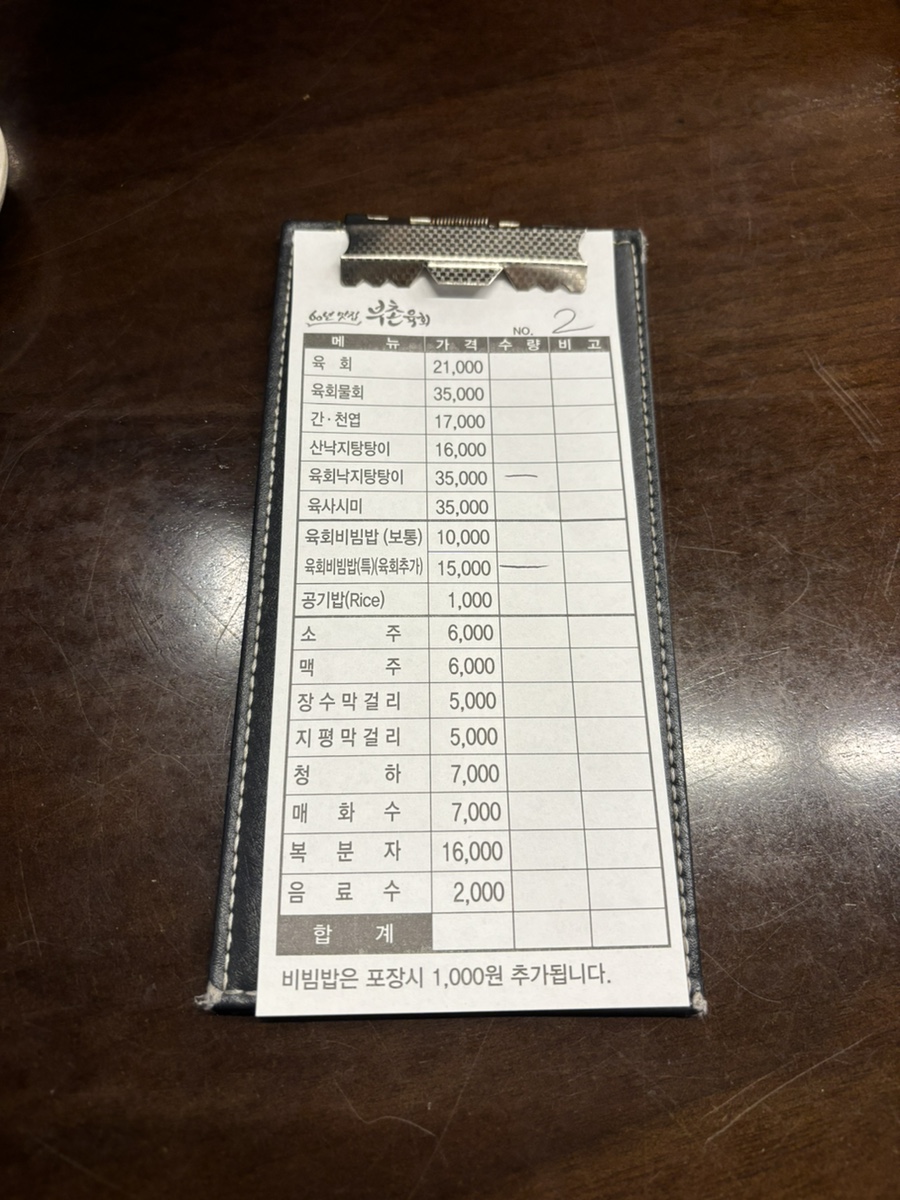 60년 맛집 부촌육회
NO. 2
메 뉴 가 격 수 량 비 고
육 회 21,000
육회물회 35,000
간·천엽 17,000
산낙지탕탕이 16,000
육회낙지탕탕이 35,000 一
육사시미 35,000
육회비빔밥 (보통) 10,000
육회비빔밥(특)(육회추가) 15,000 一
공기밥(Rice) 1,000
소 주 6,000
맥 주 6,000
장 수 막 걸 리 5,000
지 평 막 걸 리 5,000
청 하 7,000
매 화 수 7,000
복 분 자 16,000
음 료 수 2,000
합 계
비빔밥은 포장시 1,000원 추가됩니다.